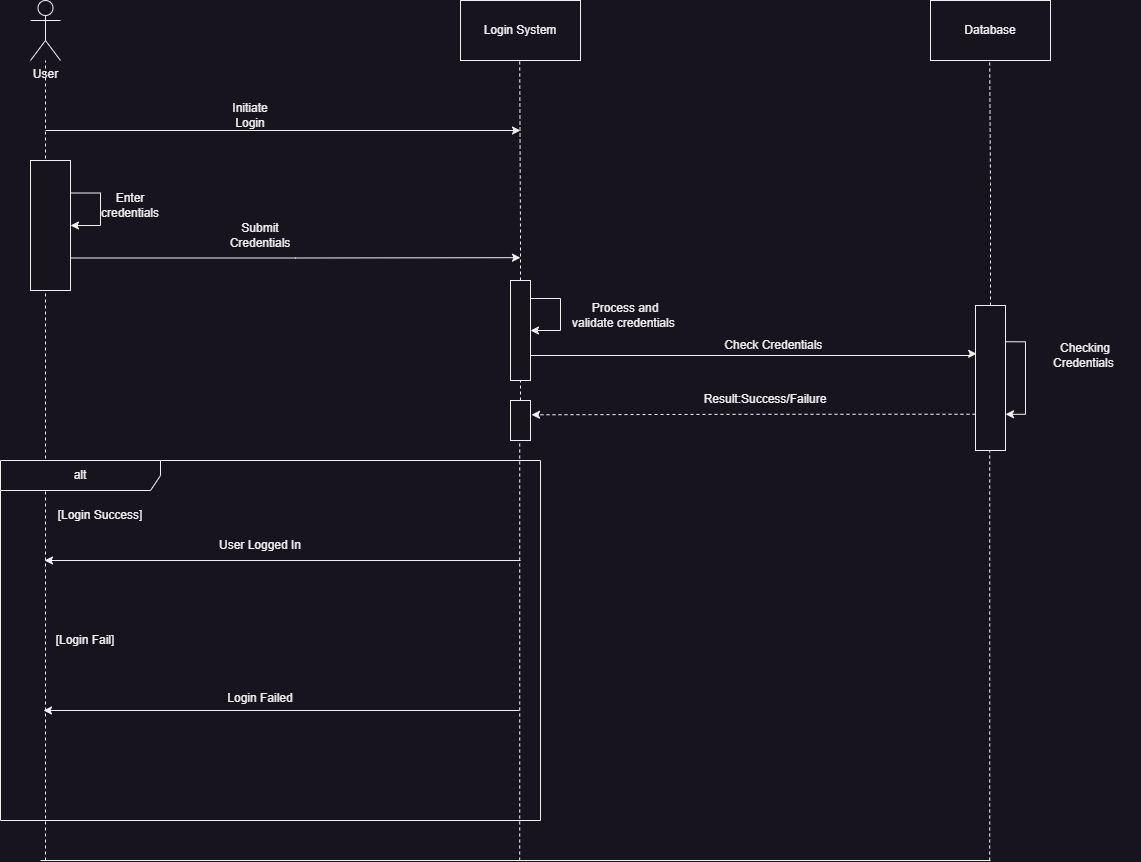 User
Login System
Database
Initiate
Login
Enter
credentials
Submit
Credentials
Process and
validate credentials
Check Credentials
Checking
Credentials
Result:Success/Failure
alt
[Login Success]
User Logged In
[Login Fail]
Login Failed